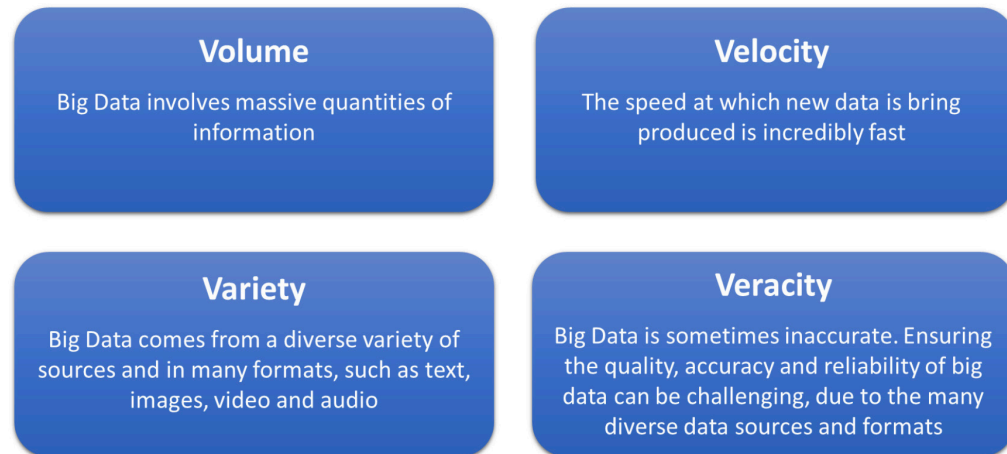 Volume
Big Data involves massive quantities of
information
Velocity
The speed at which new data is bring
produced is incredibly fast
Variety
Big Data comes from a diverse variety of
sources and in many formats, such as text,
images, video and audio
Veracity
Big Data is sometimes inaccurate. Ensuring
the quality, accuracy and reliability of big
data can be challenging, due to the many
diverse data sources and formats